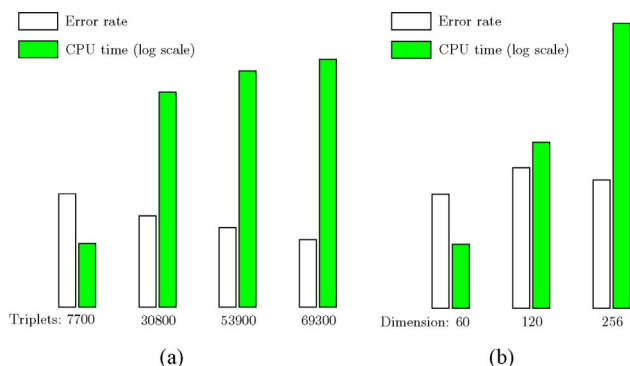 Error rate
CPU time (log scale)
Triplets: 7700 30800 53900 69300
(a)
Error rate
CPU time (log scale)
Dimension: 60 120 256
(b)